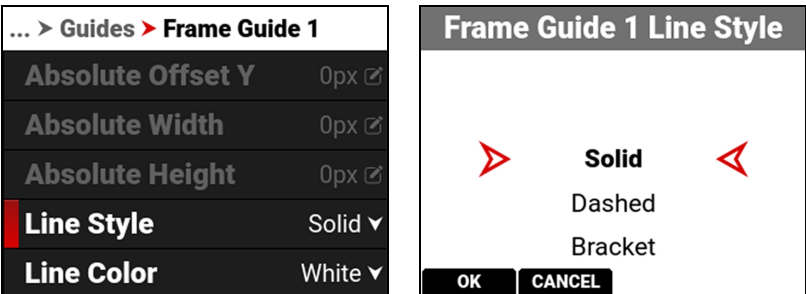 ... > Guides > Frame Guide 1
Absolute Offset Y 0px
Absolute Width 0px
Absolute Height 0px
Line Style Solid
Line Color White
Frame Guide 1 Line Style
Solid
Dashed
Bracket
OK CANCEL